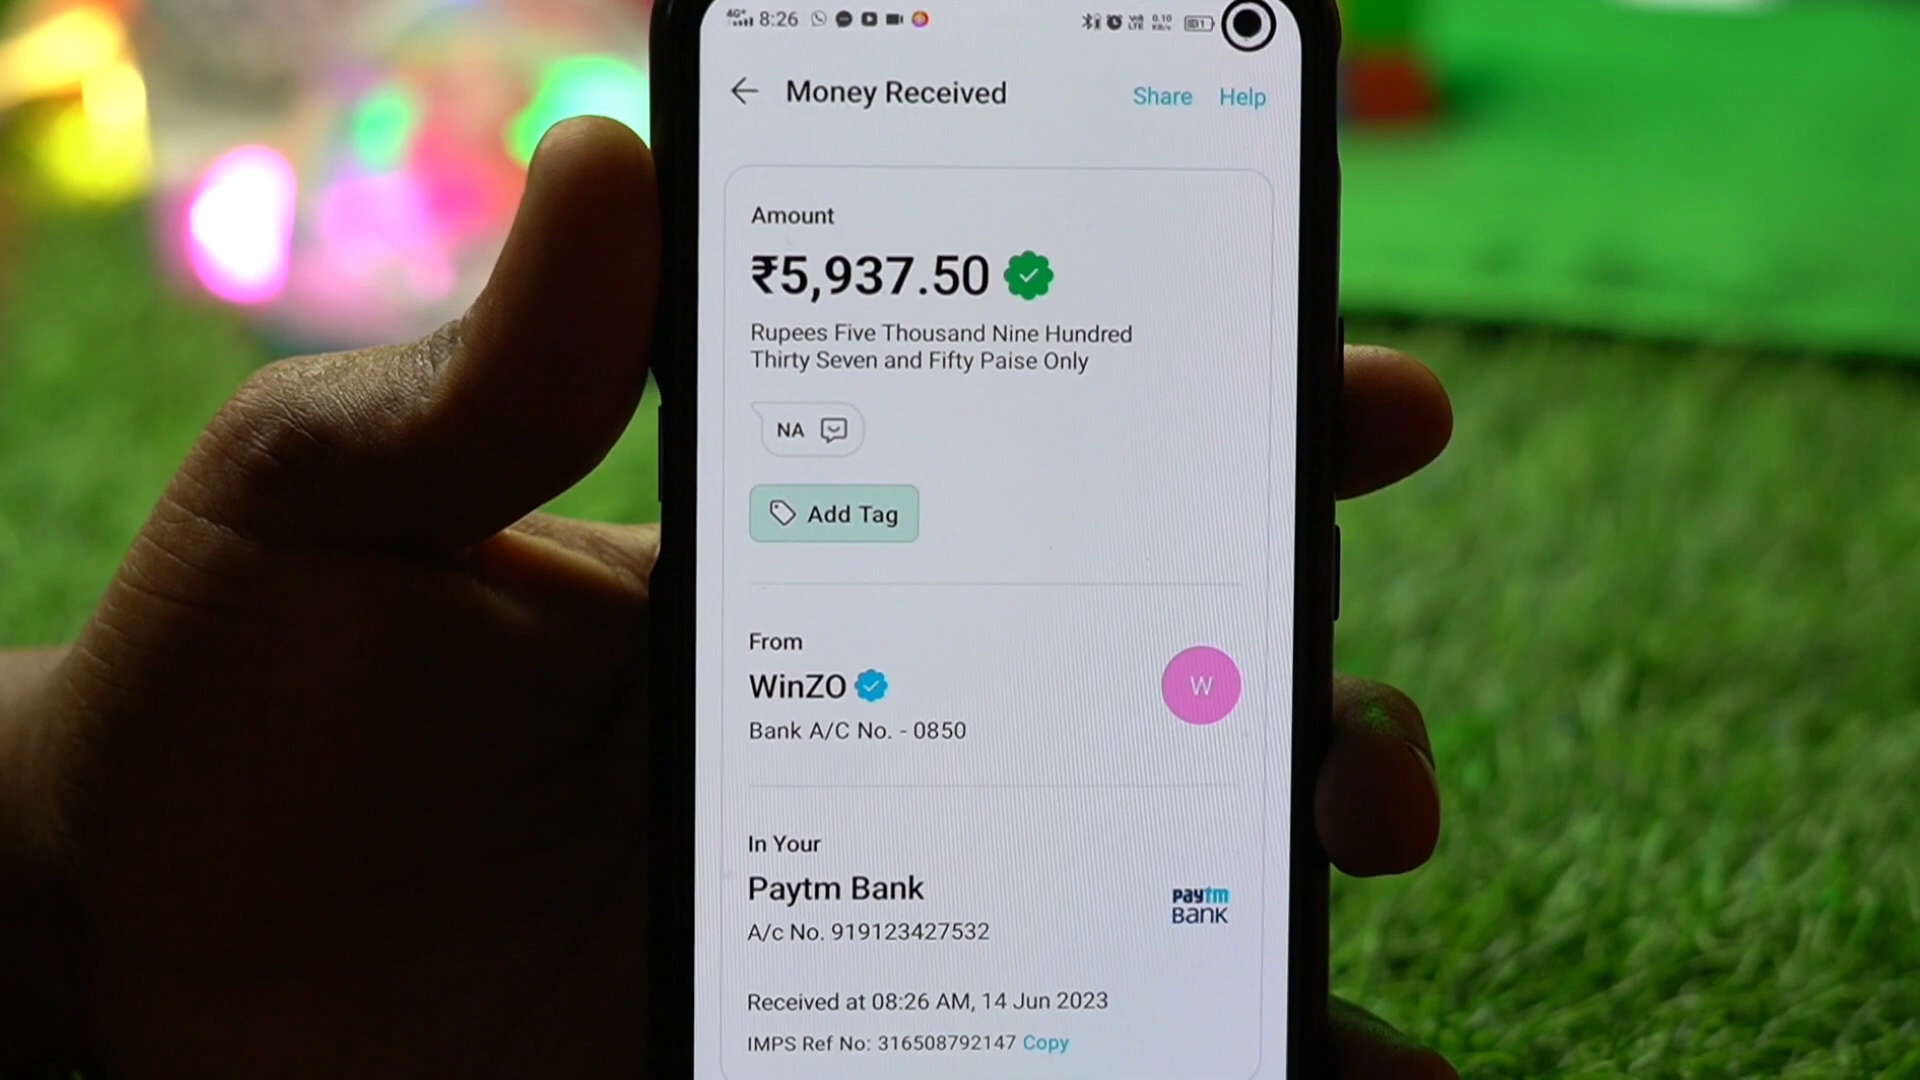 4G+ 8:26
Money Received Share Help
Amount
₹5,937.50
Rupees Five Thousand Nine Hundred
Thirty Seven and Fifty Paise Only
NA
Add Tag
From
WinZO
W
Bank A/C No. - 0850
In Your
Paytm Bank
paytm
BANK
A/c No. 919123427532
Received at 08:26 AM, 14 Jun 2023
IMPS Ref No: 316508792147 Copy